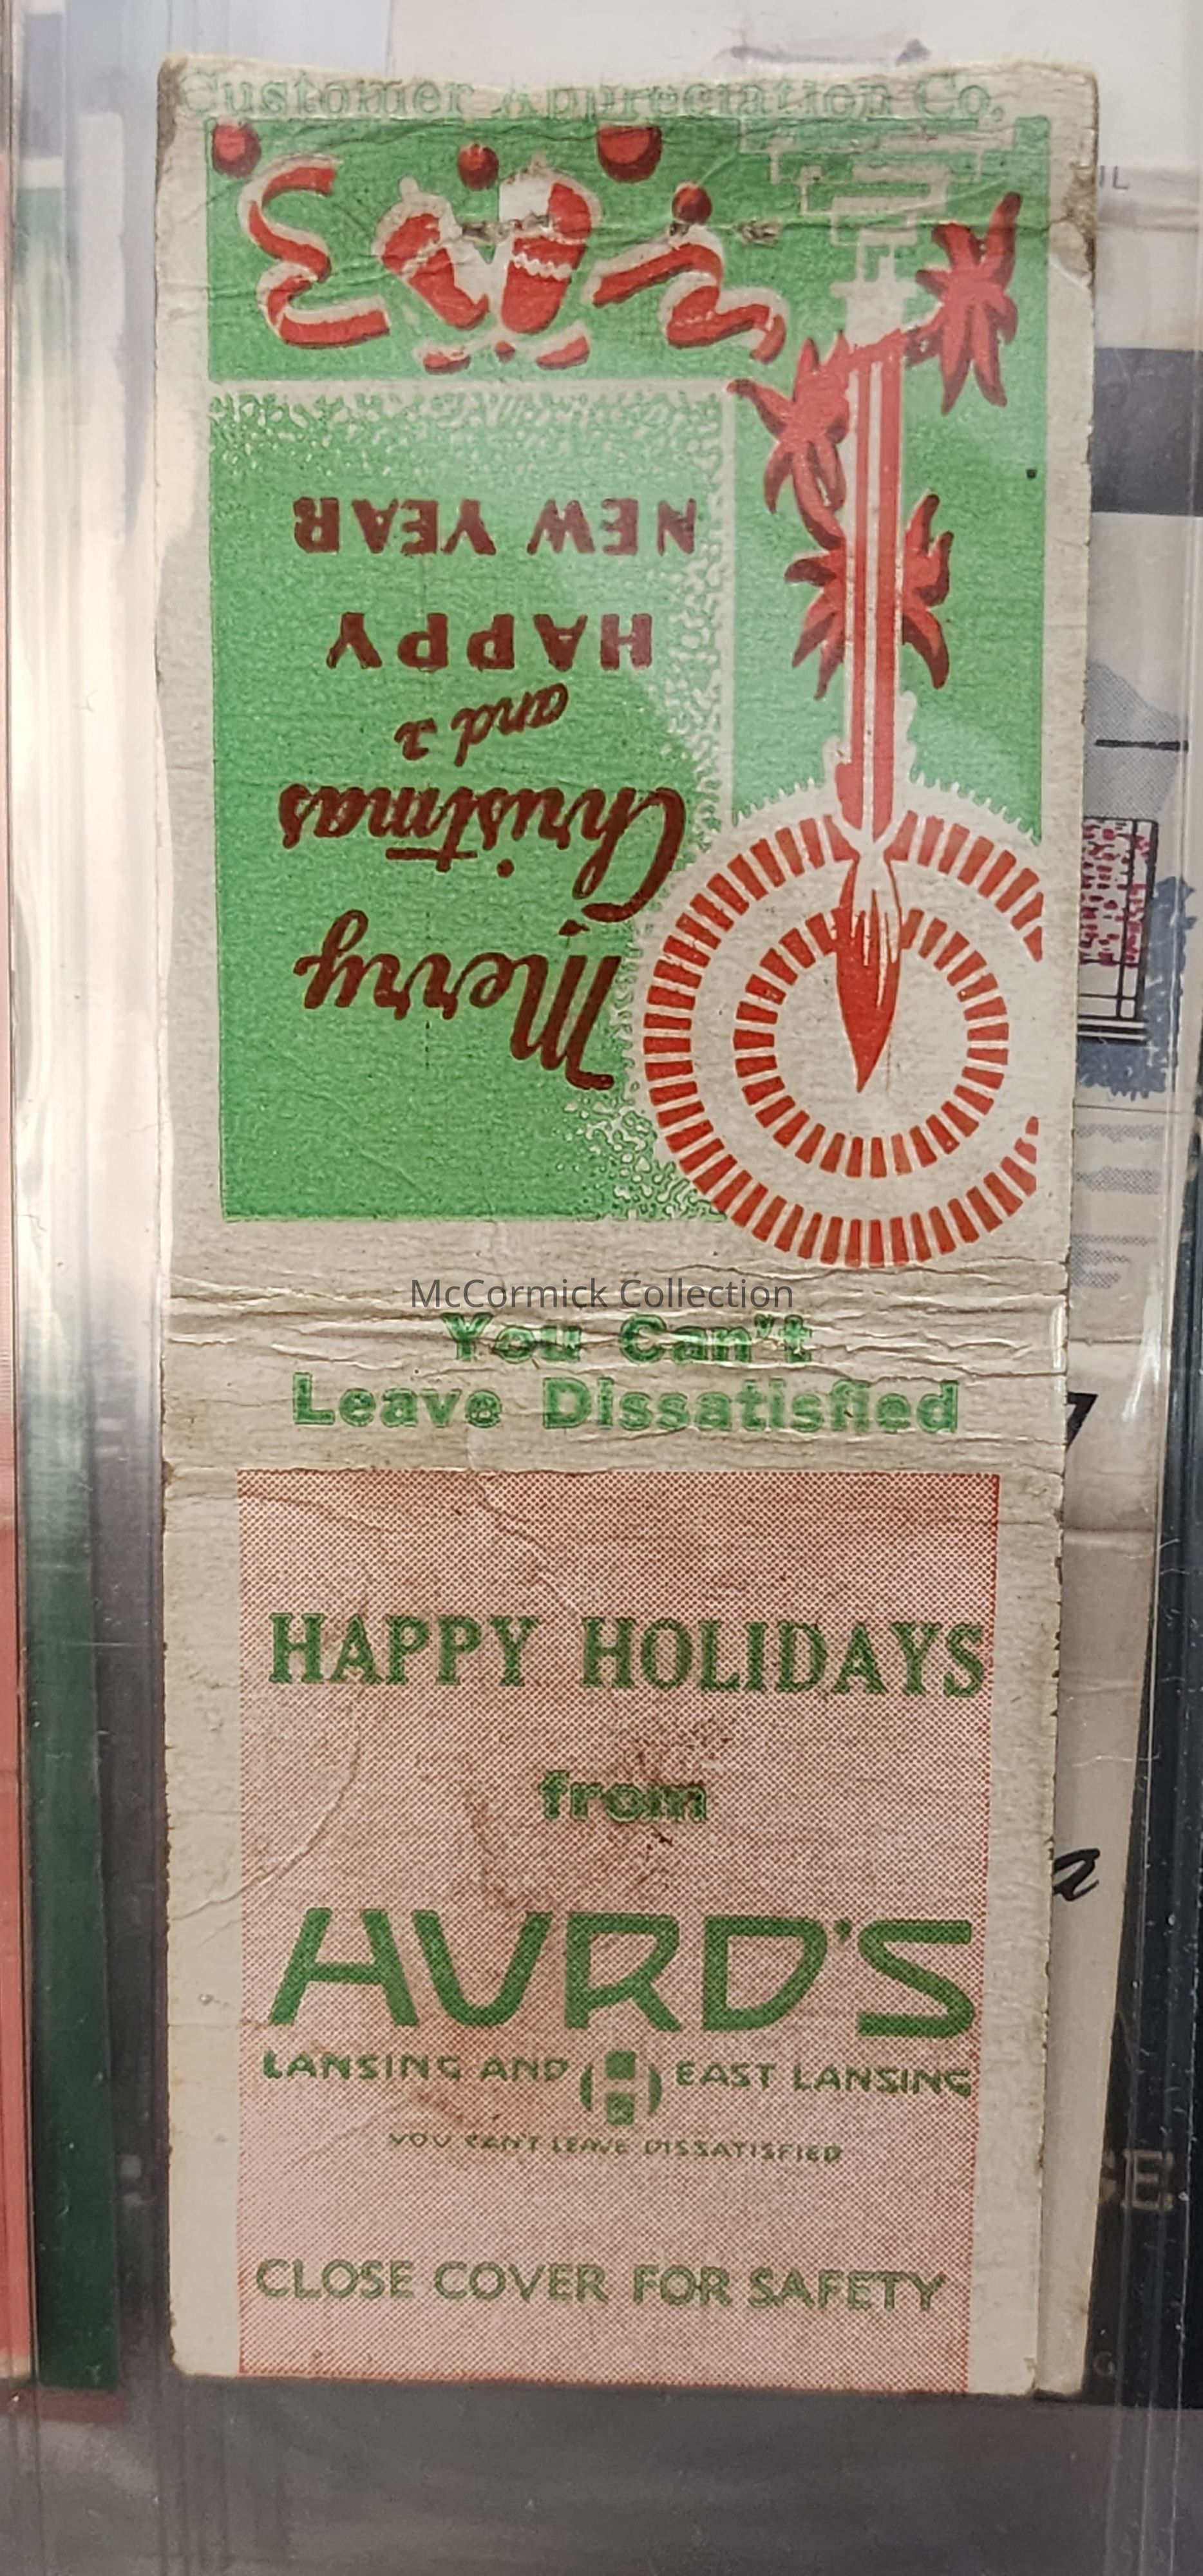 Customer Appreciation Co.
Merry
Christmas
and a
HAPPY
NEW YEAR
McCormick Collection
You Can't
Leave Dissatisfied
HAPPY HOLIDAYS
from
HURD'S
LANSING AND EAST LANSING
YOU CAN'T LEAVE DISSATISFIED
CLOSE COVER FOR SAFETY